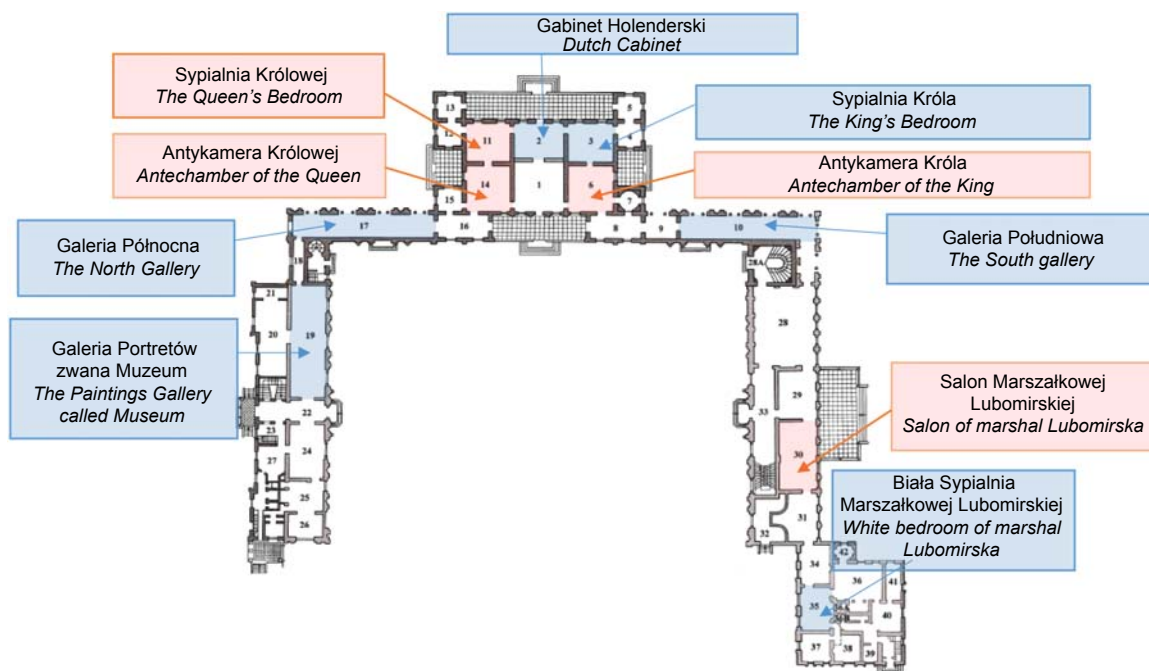 Gabinet Holenderski
Dutch Cabinet
Sypialnia Królowej
The Queen's Bedroom
Sypialnia Króla
The King's Bedroom
Antykamera Królowej
Antechamber of the Queen
Antykamera Króla
Antechamber of the King
Galeria Północna
The North Gallery
Galeria Południowa
The South gallery
Galeria Portretów
zwana Muzeum
The Paintings Gallery
called Museum
Salon Marszałkowej
Lubomirskiej
Salon of marshal Lubomirska
Biała Sypialnia
Marszałkowej Lubomirskiej
White bedroom of marshal
Lubomirska
13
5
12
11
2
3
4
14
1
6
15
7
17
16
8
9
10
18
28A
21
19
20
28
22
29
33
23
24
30
27
25
26
31
32
34
42
36
41
35
36A
40
37
38
39